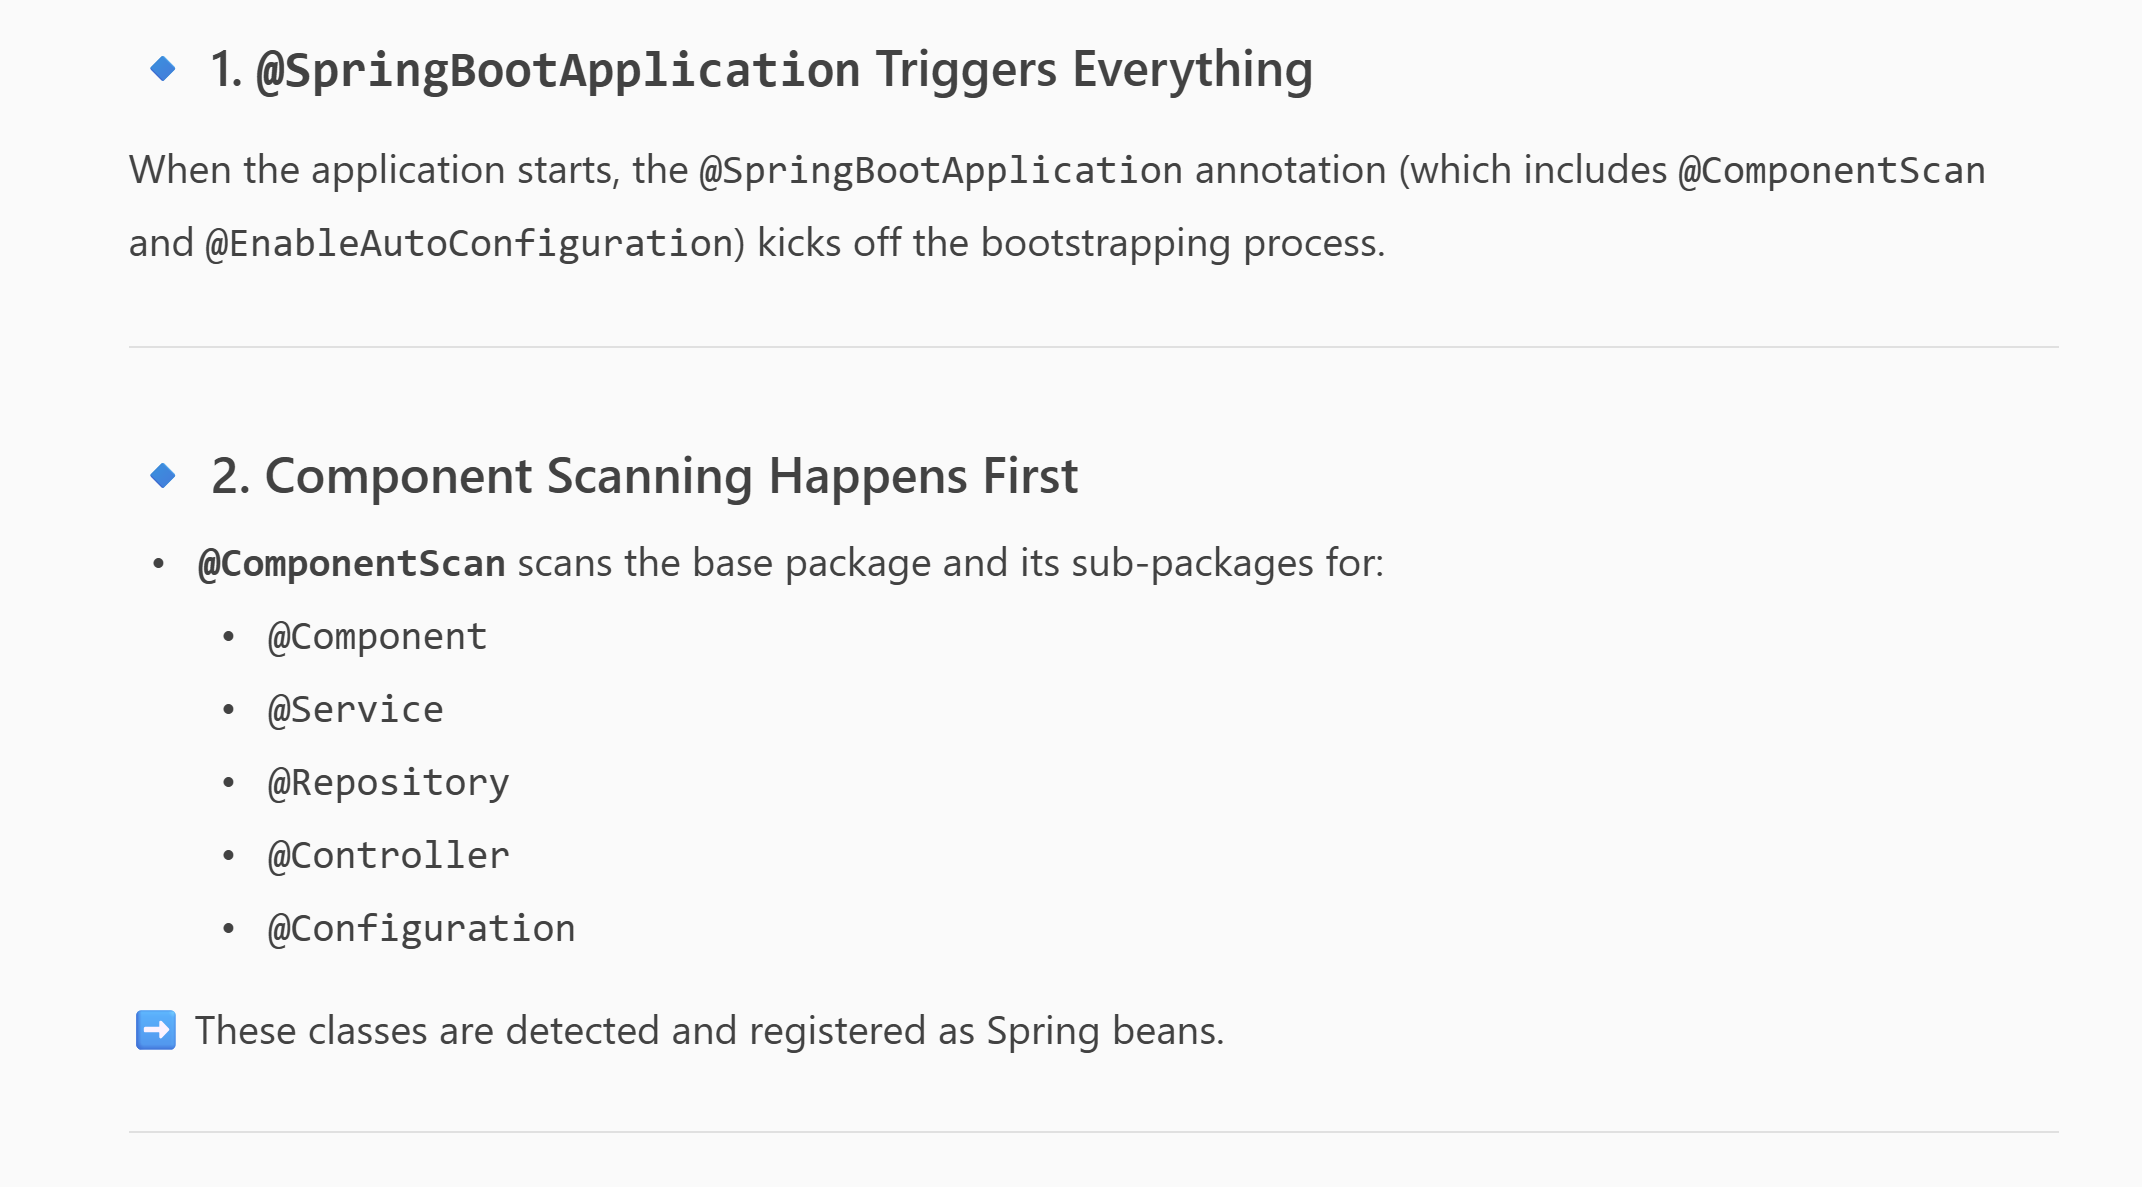 🔹 1. @SpringBootApplication Triggers Everything
When the application starts, the @SpringBootApplication annotation (which includes @ComponentScan
and @EnableAutoConfiguration) kicks off the bootstrapping process.
🔹 2. Component Scanning Happens First
• @ComponentScan scans the base package and its sub-packages for:
• @Component
• @Service
• @Repository
• @Controller
• @Configuration
➡️ These classes are detected and registered as Spring beans.